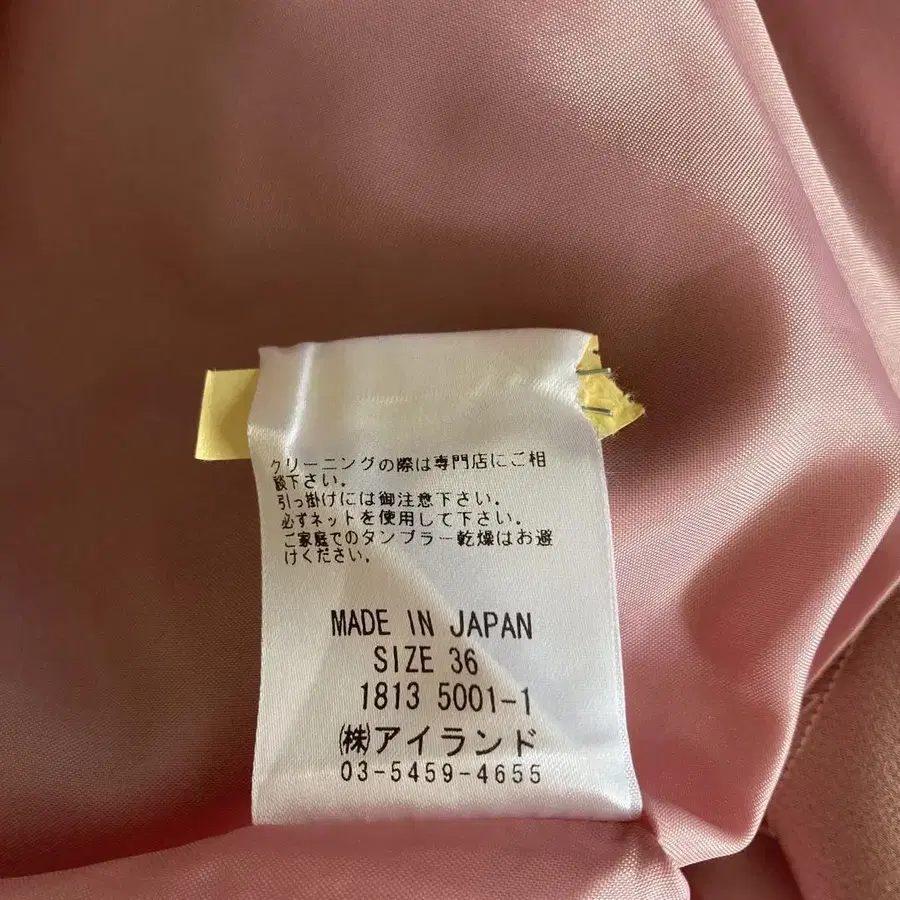 クリーニングの際は専門店にご相
談下さい。
引っ掛けには御注意下さい。
必ずネットを使用して下さい。
ご家庭でのタンブラー乾燥はお避
けください。
MADE IN JAPAN
SIZE 36
1813 5001-1
㈱アイランド
03-5459-4655